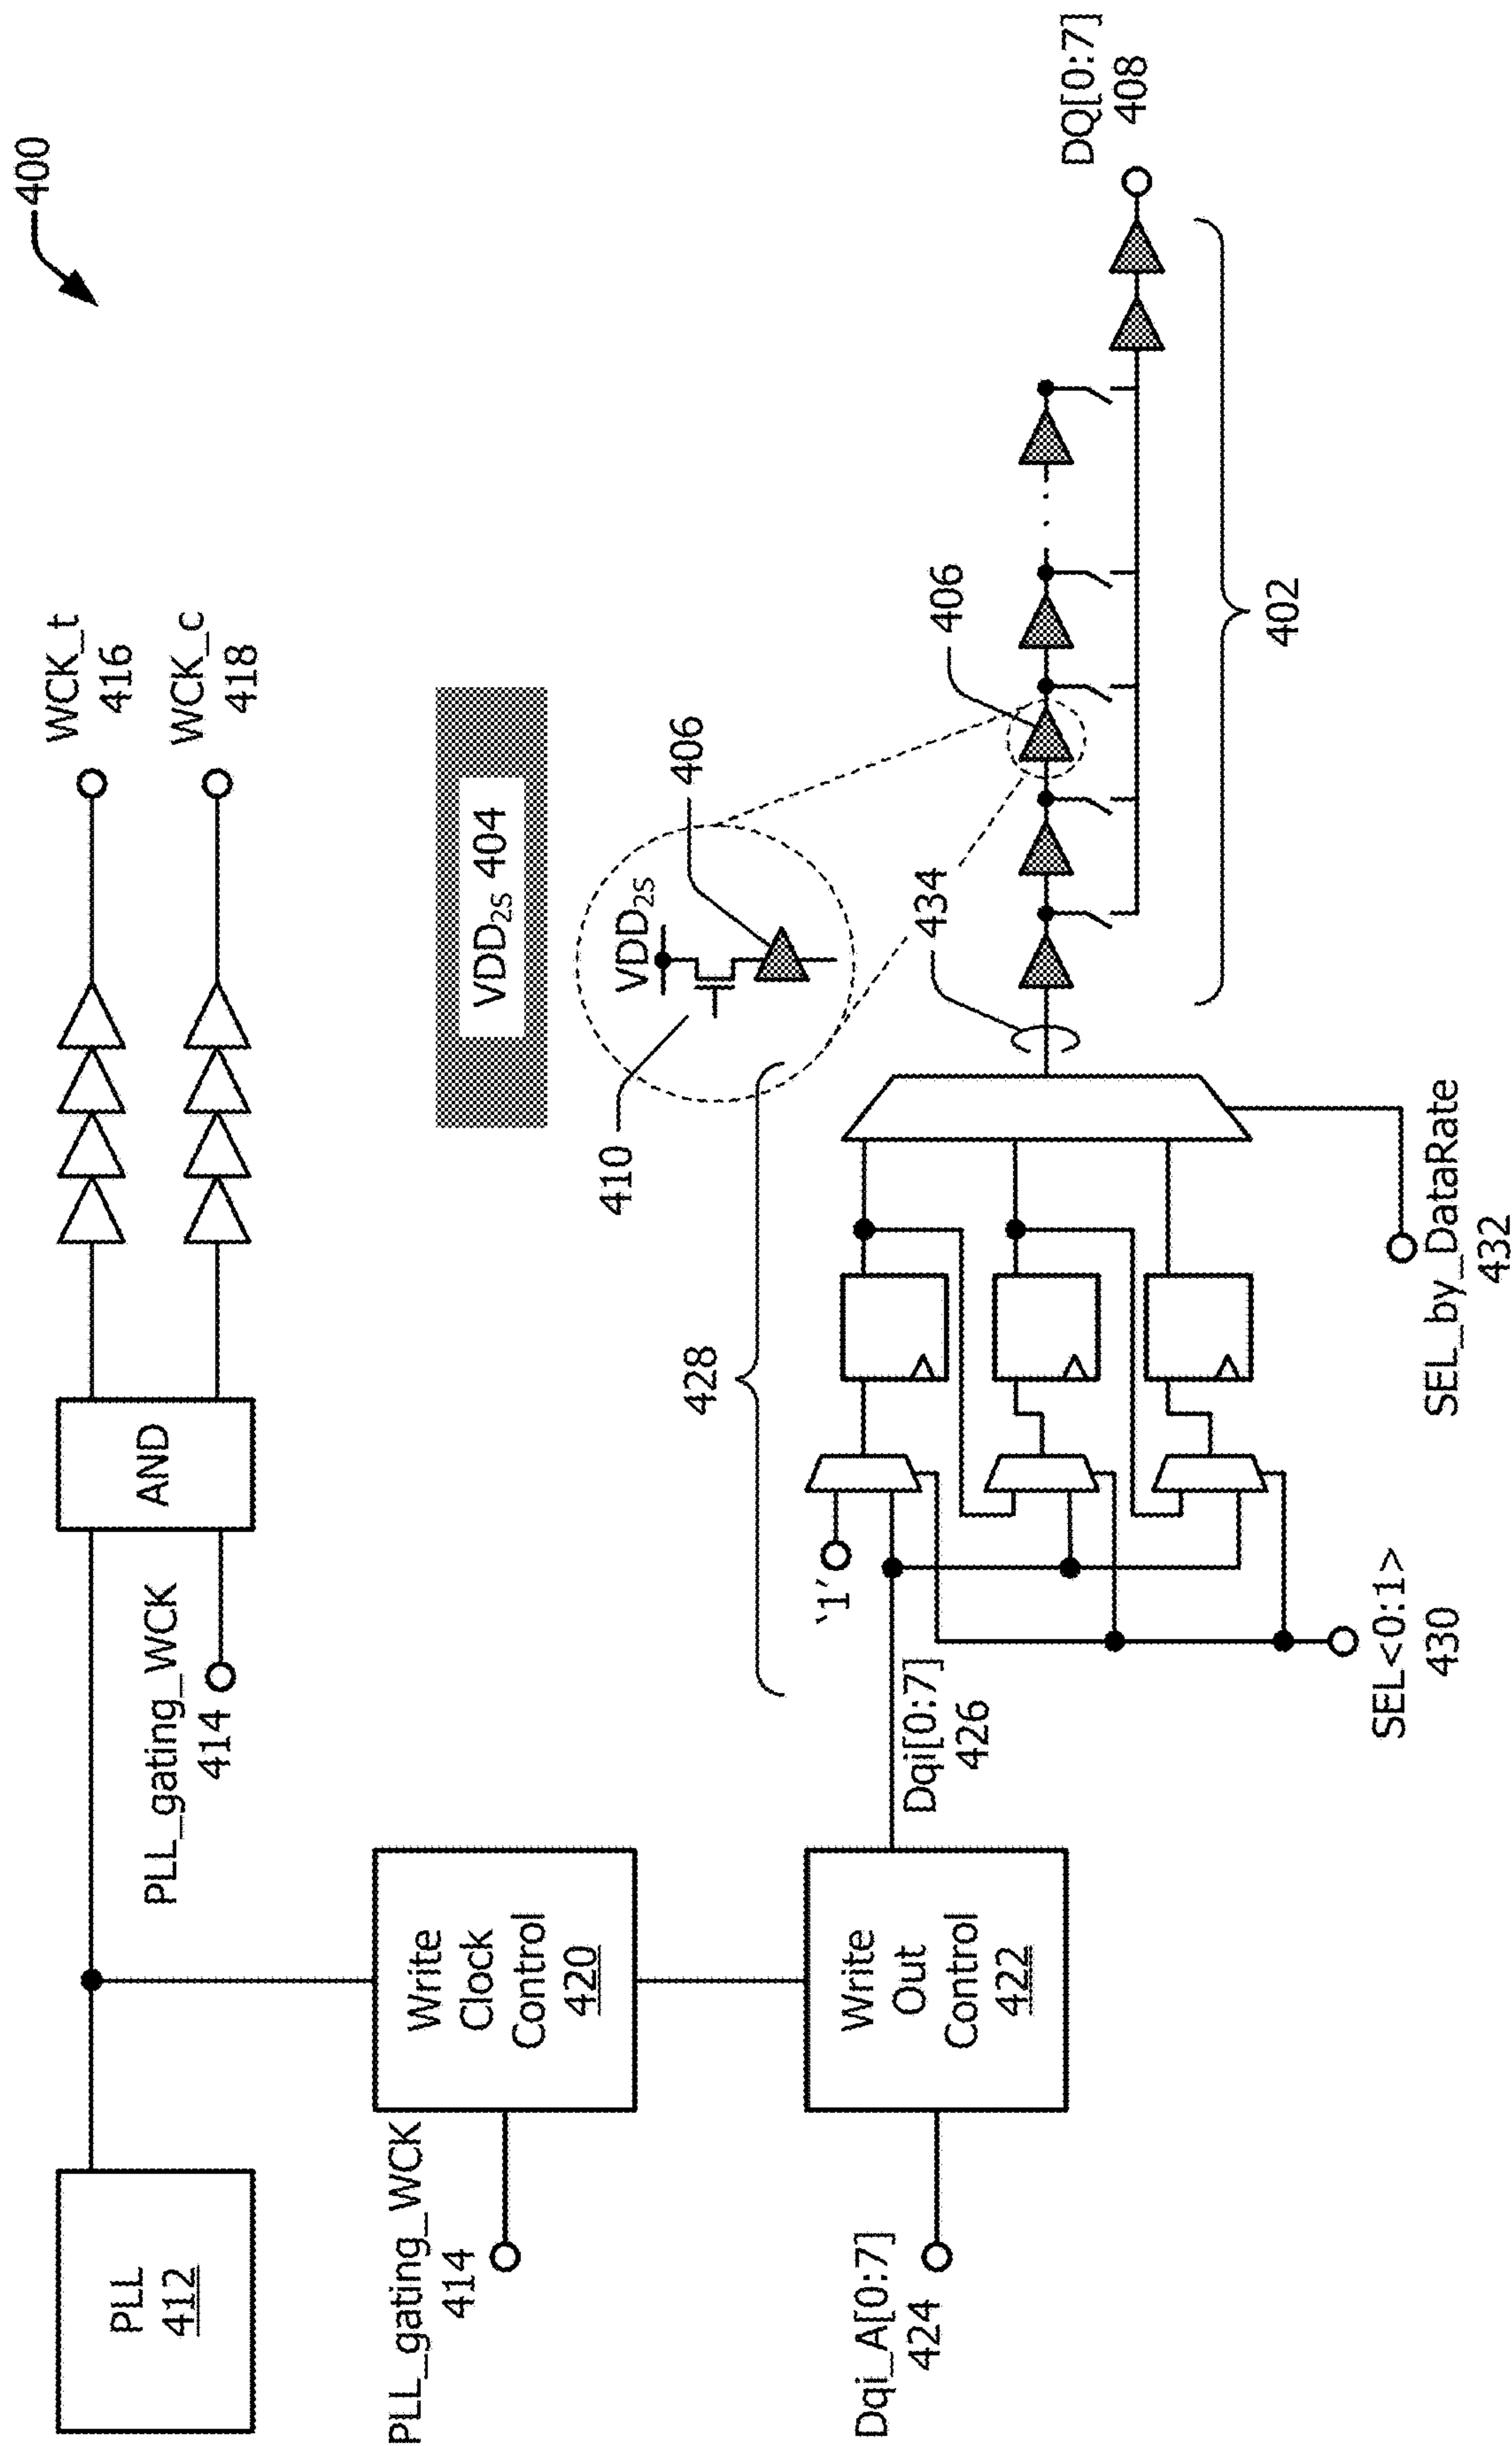 400
PLL
412
PLL_gating_WCK
414
AND
WCK_t
416
WCK_c
418
PLL_gating_WCK
414
Write
Clock
Control
420
VDD2S 404
410
VDD2S
406
Dqi_A[0:7]
424
Write
Out
Control
422
Dqi[0:7]
426
428
'1'
SEL<0:1>
430
SEL_by_DataRate
432
434
406
402
DQ[0:7]
408